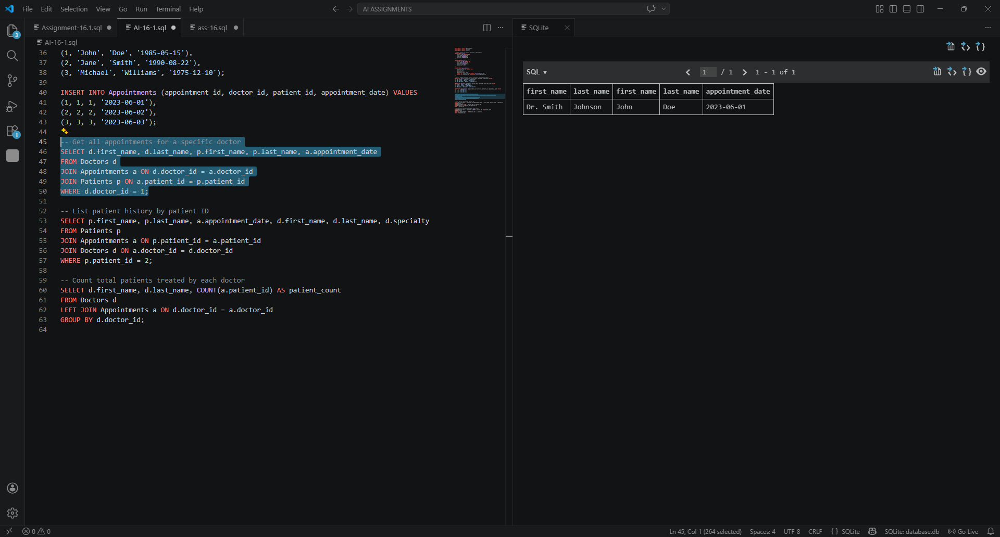 File Edit Selection View Go Run Terminal Help
AI ASSIGNMENTS
Assignment-16.1.sql
AI-16-1.sql
ass-16.sql
SQLite
3
1
AI-16-1.sql
36 (1, 'John', 'Doe', '1985-05-15'),
37 (2, 'Jane', 'Smith', '1990-08-22'),
38 (3, 'Michael', 'Williams', '1975-12-10');
39
40 INSERT INTO Appointments (appointment_id, doctor_id, patient_id, appointment_date) VALUES
41 (1, 1, 1, '2023-06-01'),
42 (2, 2, 2, '2023-06-02'),
43 (3, 3, 3, '2023-06-03');
44
45 -- Get all appointments for a specific doctor
46 SELECT d.first_name, d.last_name, p.first_name, p.last_name, a.appointment_date
47 FROM Doctors d
48 JOIN Appointments a ON d.doctor_id = a.doctor_id
49 JOIN Patients p ON a.patient_id = p.patient_id
50 WHERE d.doctor_id = 1;
51
52 -- List patient history by patient ID
53 SELECT p.first_name, p.last_name, a.appointment_date, d.first_name, d.last_name, d.specialty
54 FROM Patients p
55 JOIN Appointments a ON p.patient_id = a.patient_id
56 JOIN Doctors d ON a.doctor_id = d.doctor_id
57 WHERE p.patient_id = 2;
58
59 -- Count total patients treated by each doctor
60 SELECT d.first_name, d.last_name, COUNT(a.patient_id) AS patient_count
61 FROM Doctors d
62 LEFT JOIN Appointments a ON d.doctor_id = a.doctor_id
63 GROUP BY d.doctor_id;
64
SQL ▼ 1 / 1 1 - 1 of 1
first_name last_name first_name last_name appointment_date
Dr. Smith Johnson John Doe 2023-06-01
0 0
Ln 45, Col 1 (264 selected) Spaces: 4 UTF-8 CRLF { } SQLite SQLite: database.db Go Live